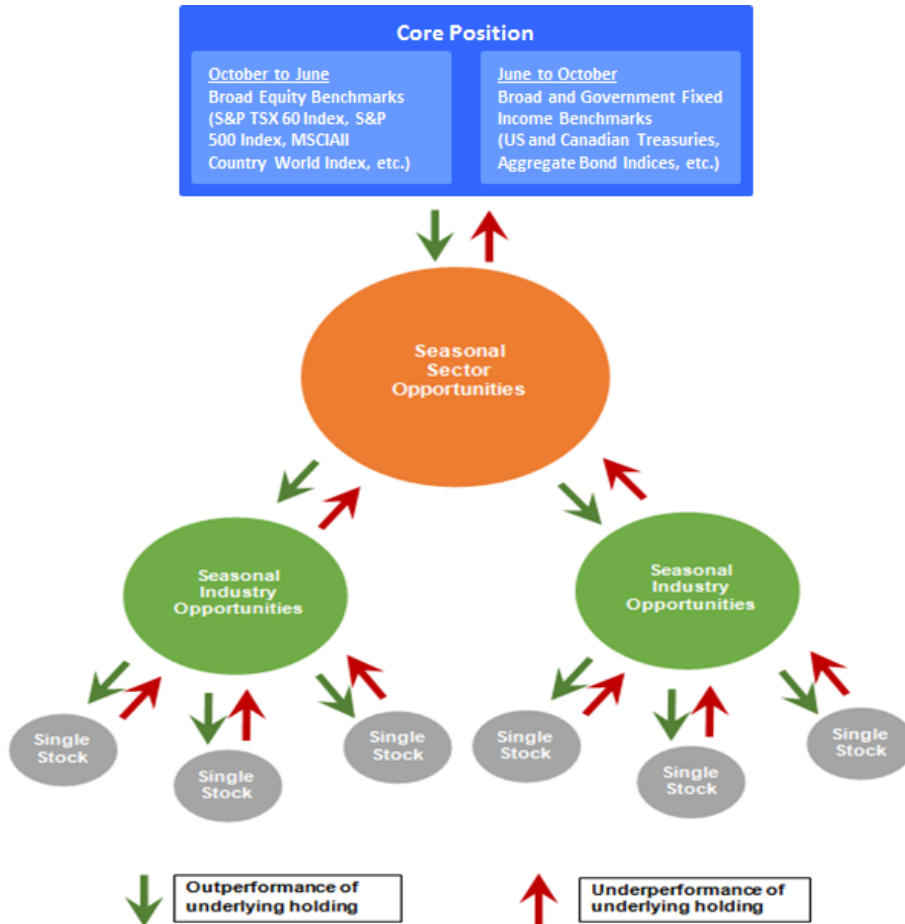 Core Position
October to June
Broad Equity Benchmarks
(S&P TSX 60 Index, S&P
500 Index, MSCIAll
Country World Index, etc.)
June to October
Broad and Government Fixed
Income Benchmarks
(US and Canadian Treasuries,
Aggregate Bond Indices, etc.)
Seasonal
Sector
Opportunities
Seasonal
Industry
Opportunities
Seasonal
Industry
Opportunities
Single
Stock
Single
Stock
Single
Stock
Single
Stock
Single
Stock
Single
Stock
Outperformance of
underlying holding
Underperformance of
underlying holding